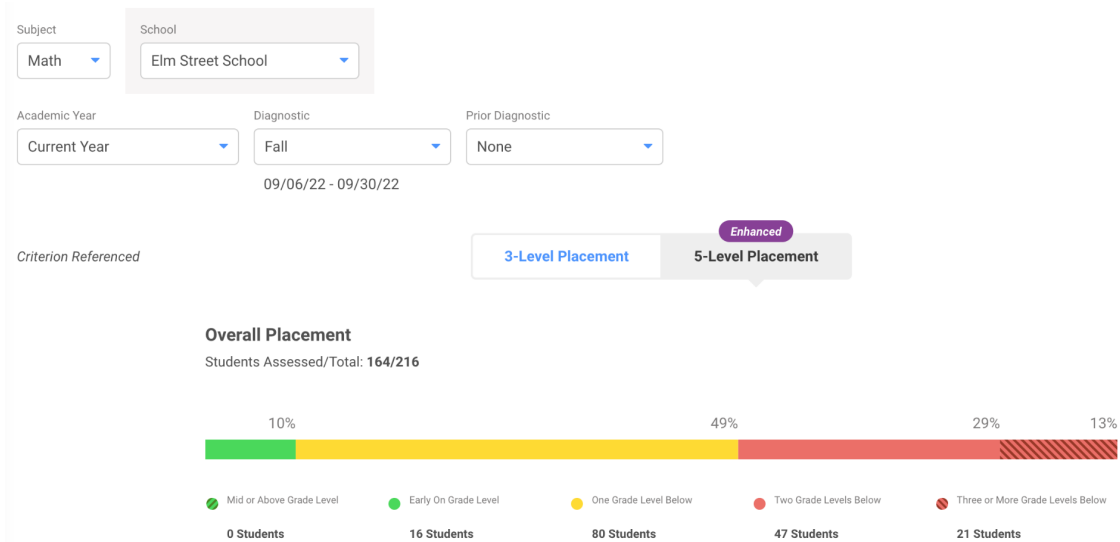 Subject
School
Math
Elm Street School
Academic Year
Diagnostic
Prior Diagnostic
Current Year
Fall
None
09/06/22 - 09/30/22
Enhanced
Criterion Referenced
3-Level Placement
5-Level Placement
Overall Placement
Students Assessed/Total: 164/216
10%
49%
29%
13%
Mid or Above Grade Level
Early On Grade Level
One Grade Level Below
Two Grade Levels Below
Three or More Grade Levels Below
0 Students
16 Students
80 Students
47 Students
21 Students